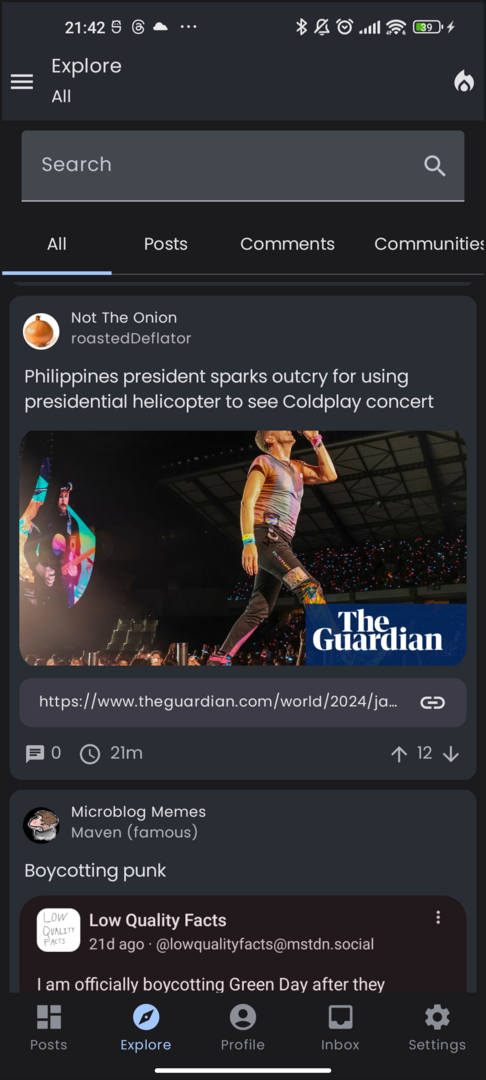 21:42
39
Explore
All
Search
All Posts Comments Communities
Not The Onion
roastedDeflator
Philippines president sparks outcry for using
presidential helicopter to see Coldplay concert
The
Guardian
https://www.theguardian.com/world/2024/ja...
0 21m 12
Microblog Memes
Maven (famous)
Boycotting punk
LOW
QUALITY
FACTS
Low Quality Facts
21d ago · @lowqualityfacts@mstdn.social
I am officially boycotting Green Day after they
Posts Explore Profile Inbox Settings